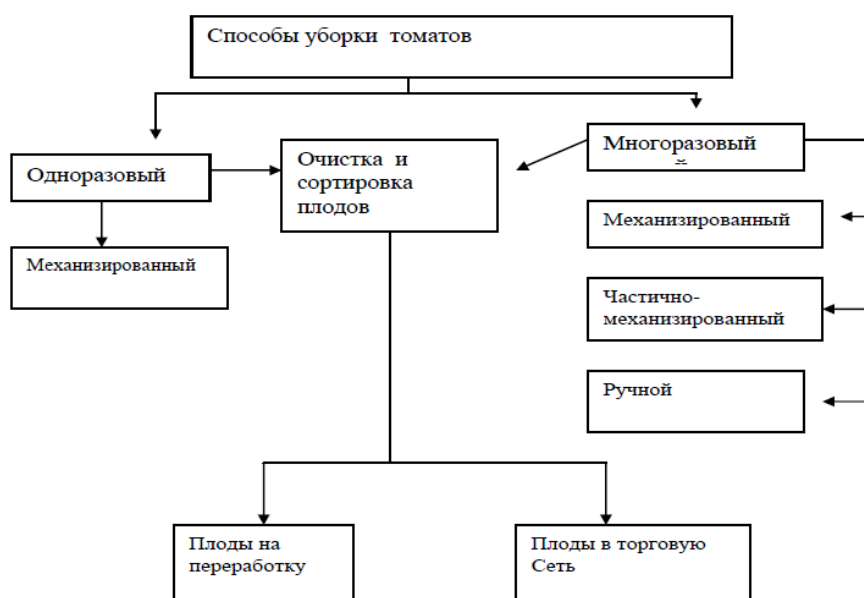 Способы уборки томатов
Одноразовый
Очистка и
сортировка
плодов
Многоразовый
й
Механизированный
Механизированный
Частично-
механизированный
Ручной
Плоды на
переработку
Плоды в торговую
Сеть